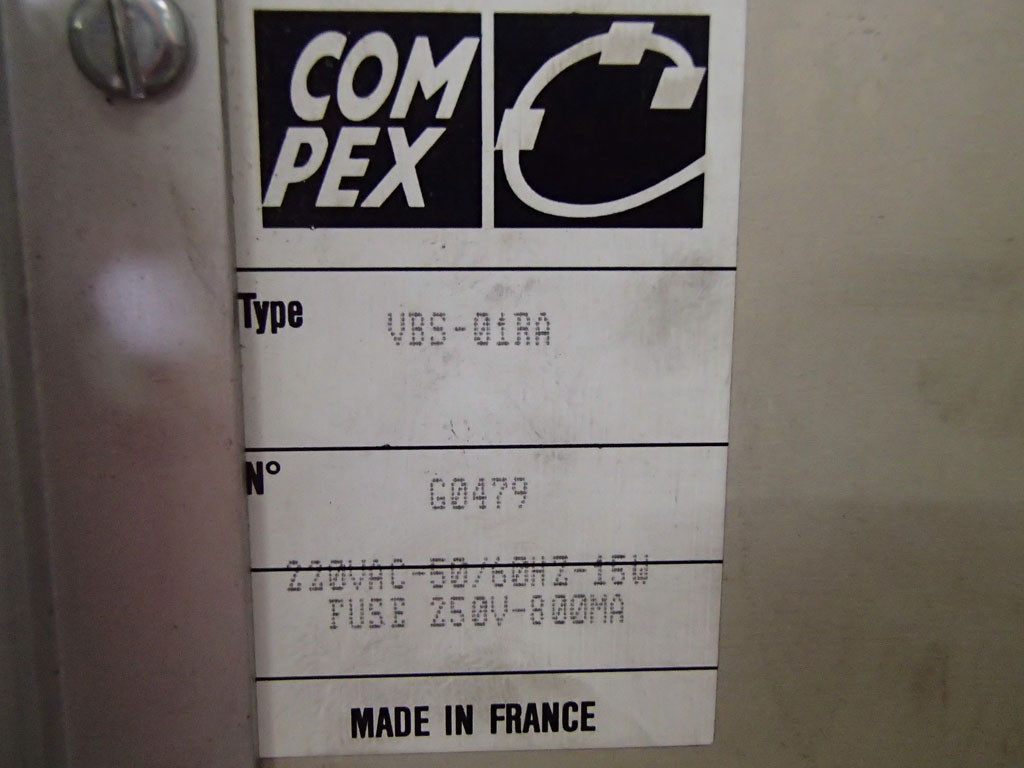 COM
PEX
Type VBS-01RA
N° G0479
220VAC-50/60HZ-15W
FUSE 250V-800MA
MADE IN FRANCE